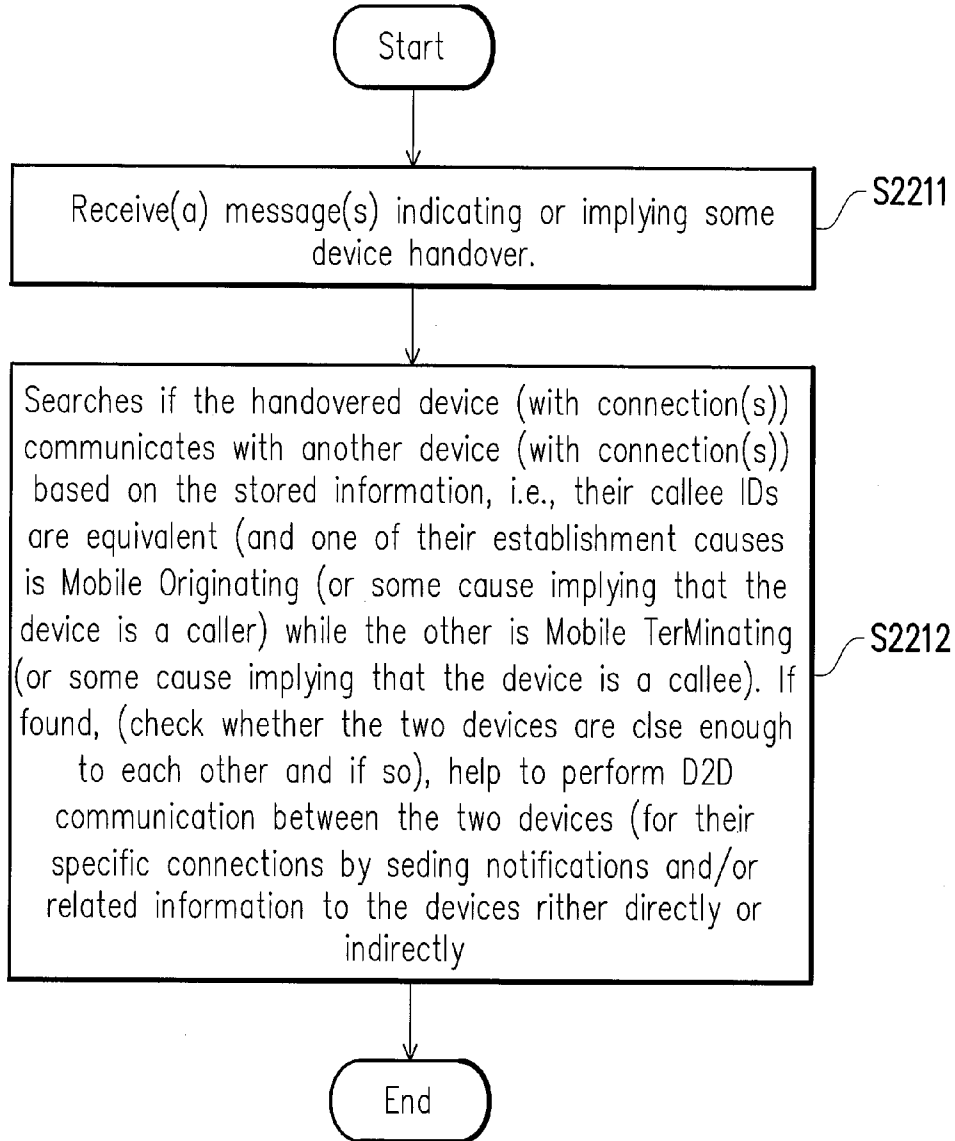 Start
Receive(a) message(s) indicating or implying some
device handover.
S2211
Searches if the handovered device (with connection(s))
communicates with another device (with connection(s))
based on the stored information, i.e., their callee IDs
are equivalent (and one of their establishment causes
is Mobile Originating (or some cause implying that the
device is a caller) while the other is Mobile TerMinating
(or some cause implying that the device is a callee). If
found, (check whether the two devices are clse enough
to each other and if so), help to perform D2D
communication between the two devices (for their
specific connections by seding notifications and/or
related information to the devices rither directly or
indirectly
S2212
End